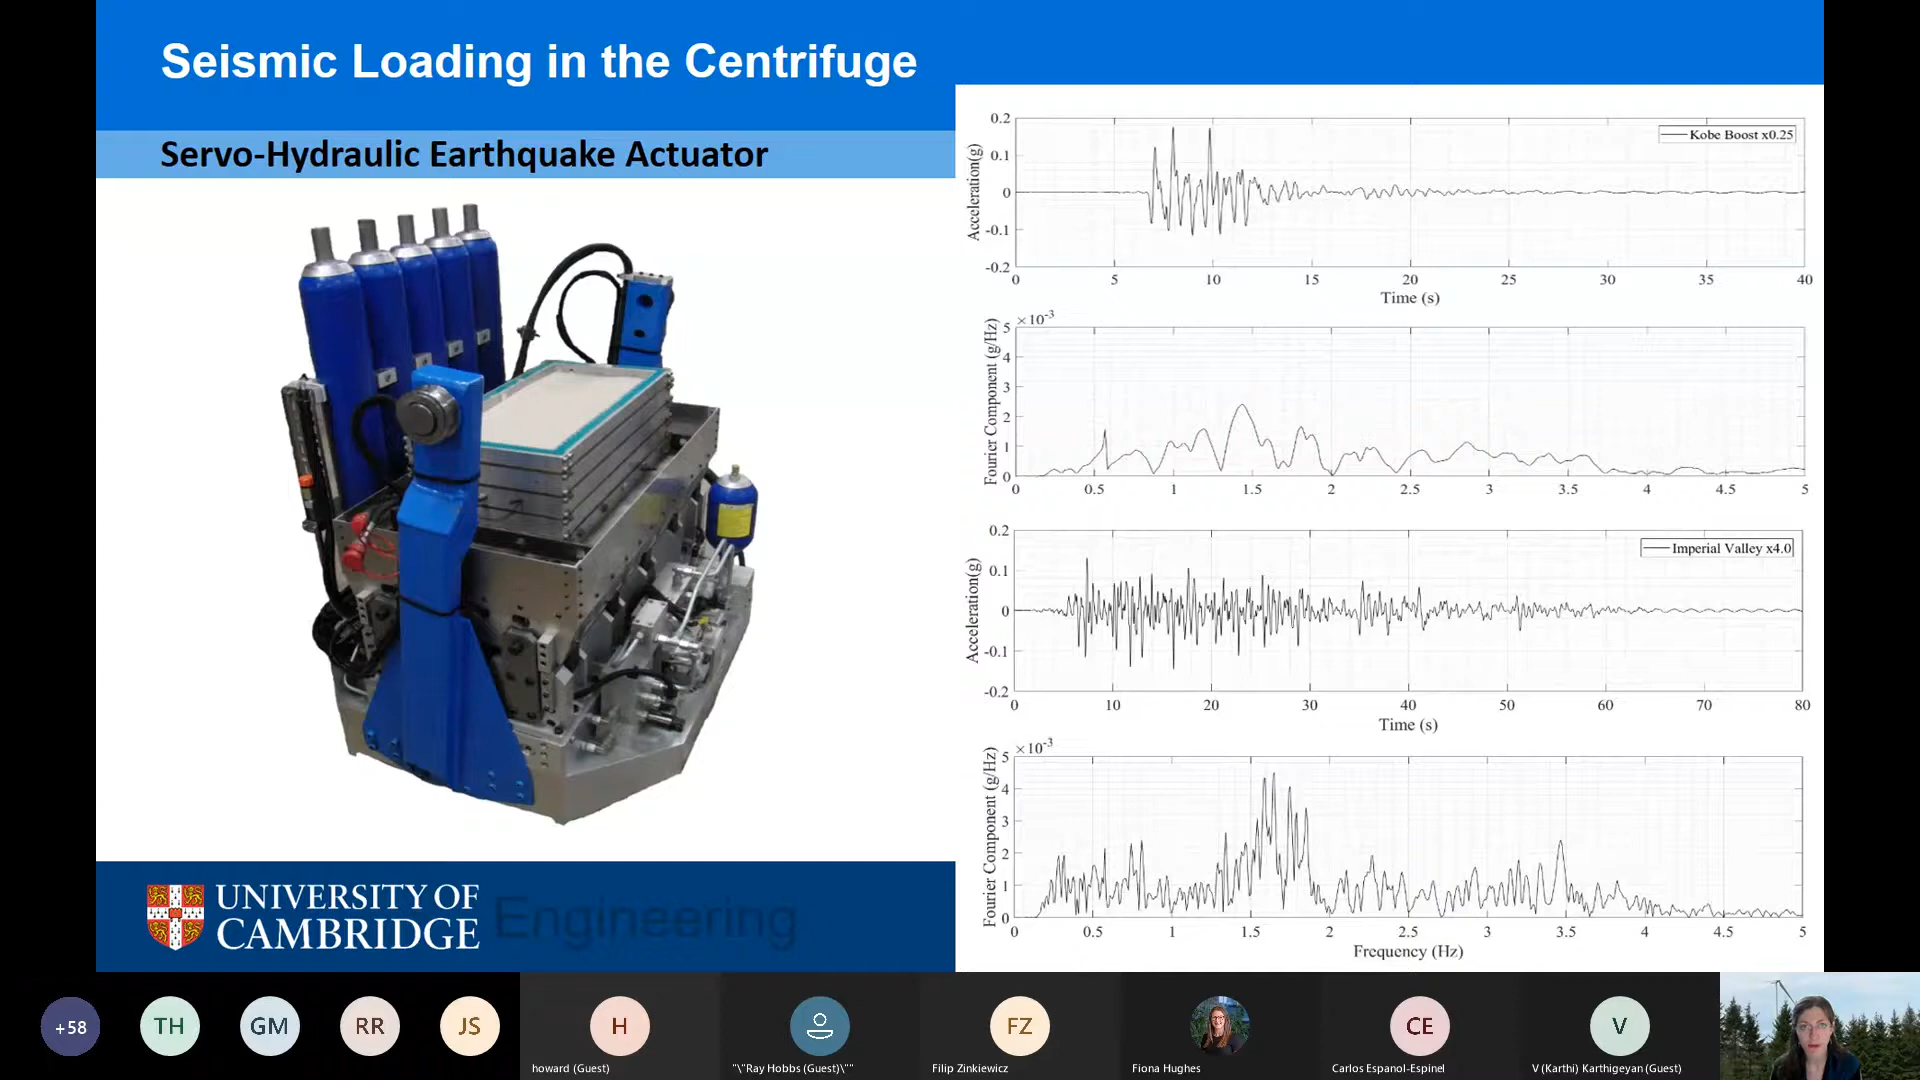 Seismic Loading in the Centrifuge
Servo-Hydraulic Earthquake Actuator
0.2
0.1
0
-0.1
-0.2
Acceleration(g)
Kobe Boost x0.25
0 5 10 15 20 25 30 35 40
Time (s)
×10⁻³
5
4
3
2
1
0
Fourier Component (g/Hz)
0 0.5 1 1.5 2 2.5 3 3.5 4 4.5 5
0.2
0.1
0
-0.1
-0.2
Acceleration(g)
Imperial Valley x4.0
0 10 20 30 40 50 60 70 80
Time (s)
×10⁻³
5
4
3
2
1
0
Fourier Component (g/Hz)
0 0.5 1 1.5 2 2.5 3 3.5 4 4.5 5
Frequency (Hz)
UNIVERSITY OF
CAMBRIDGE
Engineering
+58 TH GM RR JS H FZ CE V
howard (Guest) "\"Ray Hobbs (Guest)\"" Filip Zinkiewicz Fiona Hughes Carlos Espanol-Espinel V (Karthi) Karthigeyan (Guest)